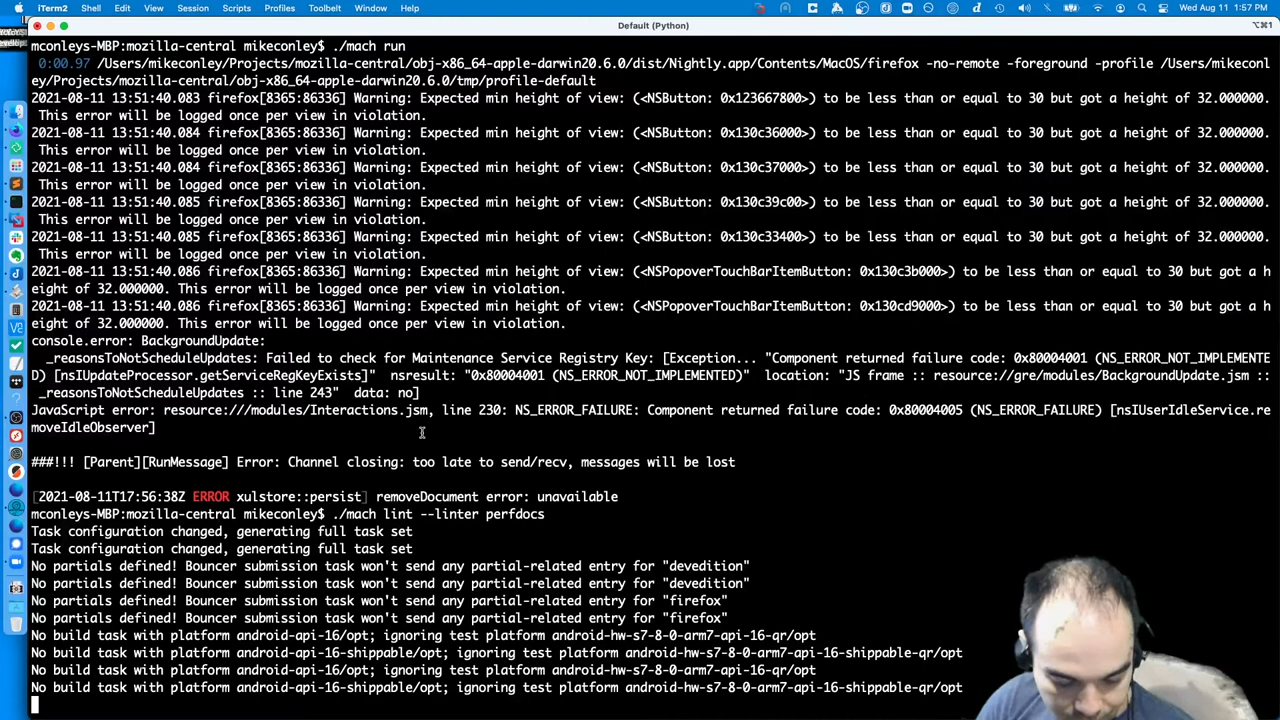 iTerm2 Shell Edit View Session Scripts Profiles Toolbelt Window Help Wed Aug 11 1:57 PM
Default (Python) ⌥⌘1
mconleys-MBP:mozilla-central mikeconley$ ./mach run
0:00.97 /Users/mikeconley/Projects/mozilla-central/obj-x86_64-apple-darwin20.6.0/dist/Nightly.app/Contents/MacOS/firefox -no-remote -foreground -profile /Users/mikeconl
ey/Projects/mozilla-central/obj-x86_64-apple-darwin20.6.0/tmp/profile-default
2021-08-11 13:51:40.083 firefox[8365:86336] Warning: Expected min height of view: (<NSButton: 0x123667800>) to be less than or equal to 30 but got a height of 32.000000.
This error will be logged once per view in violation.
2021-08-11 13:51:40.084 firefox[8365:86336] Warning: Expected min height of view: (<NSButton: 0x130c36000>) to be less than or equal to 30 but got a height of 32.000000.
This error will be logged once per view in violation.
2021-08-11 13:51:40.084 firefox[8365:86336] Warning: Expected min height of view: (<NSButton: 0x130c37000>) to be less than or equal to 30 but got a height of 32.000000.
This error will be logged once per view in violation.
2021-08-11 13:51:40.085 firefox[8365:86336] Warning: Expected min height of view: (<NSButton: 0x130c39c00>) to be less than or equal to 30 but got a height of 32.000000.
This error will be logged once per view in violation.
2021-08-11 13:51:40.085 firefox[8365:86336] Warning: Expected min height of view: (<NSButton: 0x130c33400>) to be less than or equal to 30 but got a height of 32.000000.
This error will be logged once per view in violation.
2021-08-11 13:51:40.086 firefox[8365:86336] Warning: Expected min height of view: (<NSPopoverTouchBarItemButton: 0x130c3b000>) to be less than or equal to 30 but got a h
eight of 32.000000. This error will be logged once per view in violation.
2021-08-11 13:51:40.086 firefox[8365:86336] Warning: Expected min height of view: (<NSPopoverTouchBarItemButton: 0x130cd9000>) to be less than or equal to 30 but got a h
eight of 32.000000. This error will be logged once per view in violation.
console.error: BackgroundUpdate:
_reasonsToNotScheduleUpdates: Failed to check for Maintenance Service Registry Key: [Exception... "Component returned failure code: 0x80004001 (NS_ERROR_NOT_IMPLEMENTE
D) [nsIUpdateProcessor.getServiceRegKeyExists]" nsresult: "0x80004001 (NS_ERROR_NOT_IMPLEMENTED)" location: "JS frame :: resource://gre/modules/BackgroundUpdate.jsm ::
_reasonsToNotScheduleUpdates :: line 243" data: no]
JavaScript error: resource:///modules/Interactions.jsm, line 230: NS_ERROR_FAILURE: Component returned failure code: 0x80004005 (NS_ERROR_FAILURE) [nsIUserIdleService.re
moveIdleObserver]
###!!! [Parent][RunMessage] Error: Channel closing: too late to send/recv, messages will be lost
[2021-08-11T17:56:38Z ERROR xulstore::persist] removeDocument error: unavailable
mconleys-MBP:mozilla-central mikeconley$ ./mach lint --linter perfdocs
Task configuration changed, generating full task set
Task configuration changed, generating full task set
No partials defined! Bouncer submission task won't send any partial-related entry for "devedition"
No partials defined! Bouncer submission task won't send any partial-related entry for "devedition"
No partials defined! Bouncer submission task won't send any partial-related entry for "firefox"
No partials defined! Bouncer submission task won't send any partial-related entry for "firefox"
No build task with platform android-api-16/opt; ignoring test platform android-hw-s7-8-0-arm7-api-16-qr/opt
No build task with platform android-api-16-shippable/opt; ignoring test platform android-hw-s7-8-0-arm7-api-16-shippable-qr/opt
No build task with platform android-api-16/opt; ignoring test platform android-hw-s7-8-0-arm7-api-16-qr/opt
No build task with platform android-api-16-shippable/opt; ignoring test platform android-hw-s7-8-0-arm7-api-16-shippable-qr/opt